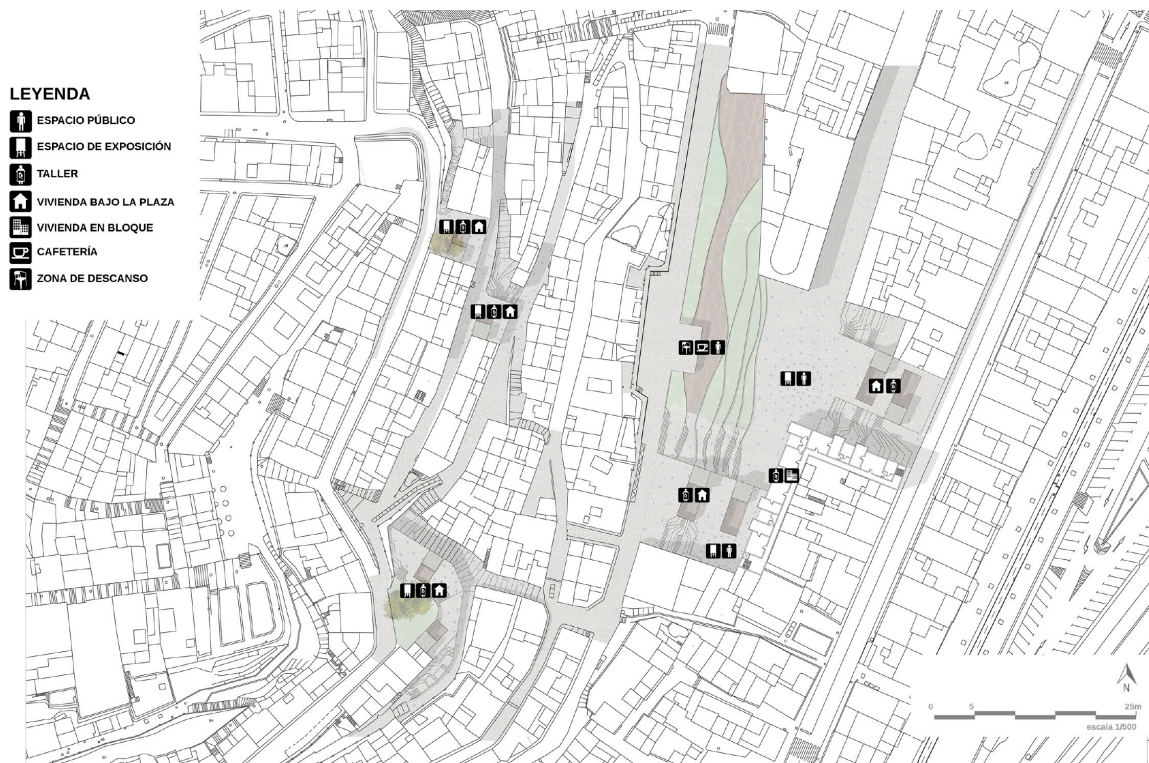 LEYENDA
ESPACIO PÚBLICO
ESPACIO DE EXPOSICIÓN
TALLER
VIVIENDA BAJO LA PLAZA
VIVIENDA EN BLOQUE
CAFETERÍA
ZONA DE DESCANSO
N
0 5 25m
escala 1/500